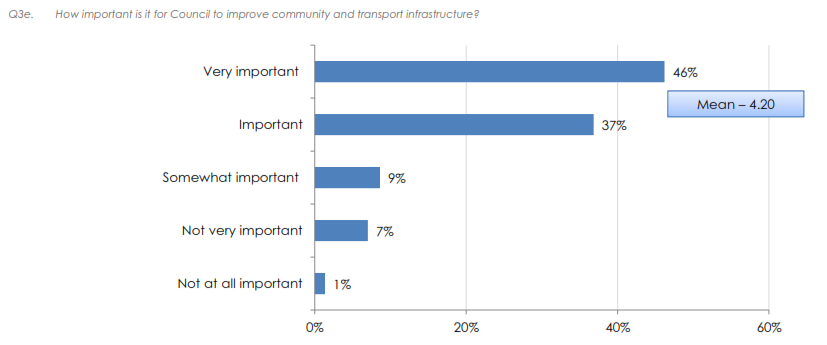 Q3e. How important is it for Council to improve community and transport infrastructure?
Very important 46%
Mean – 4.20
Important 37%
Somewhat important 9%
Not very important 7%
Not at all important 1%
0% 20% 40% 60%